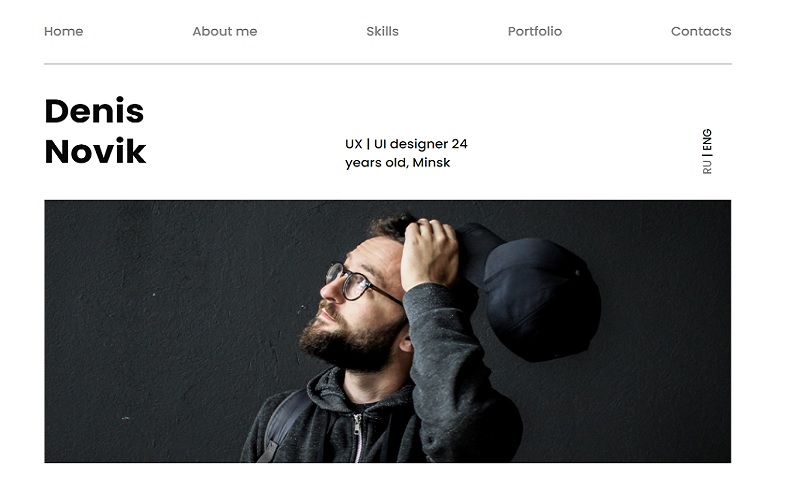 Home About me Skills Portfolio Contacts
Denis
Novik
UX | UI designer 24
years old, Minsk
RU | ENG